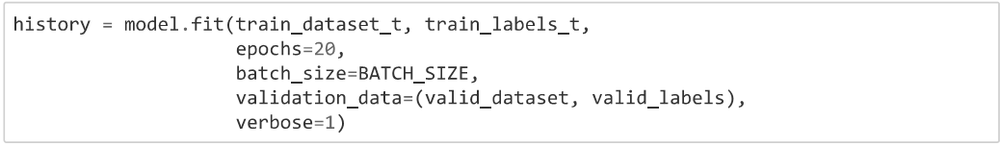 history = model.fit(train_dataset_t, train_labels_t,
                    epochs=20,
                    batch_size=BATCH_SIZE,
                    validation_data=(valid_dataset, valid_labels),
                    verbose=1)